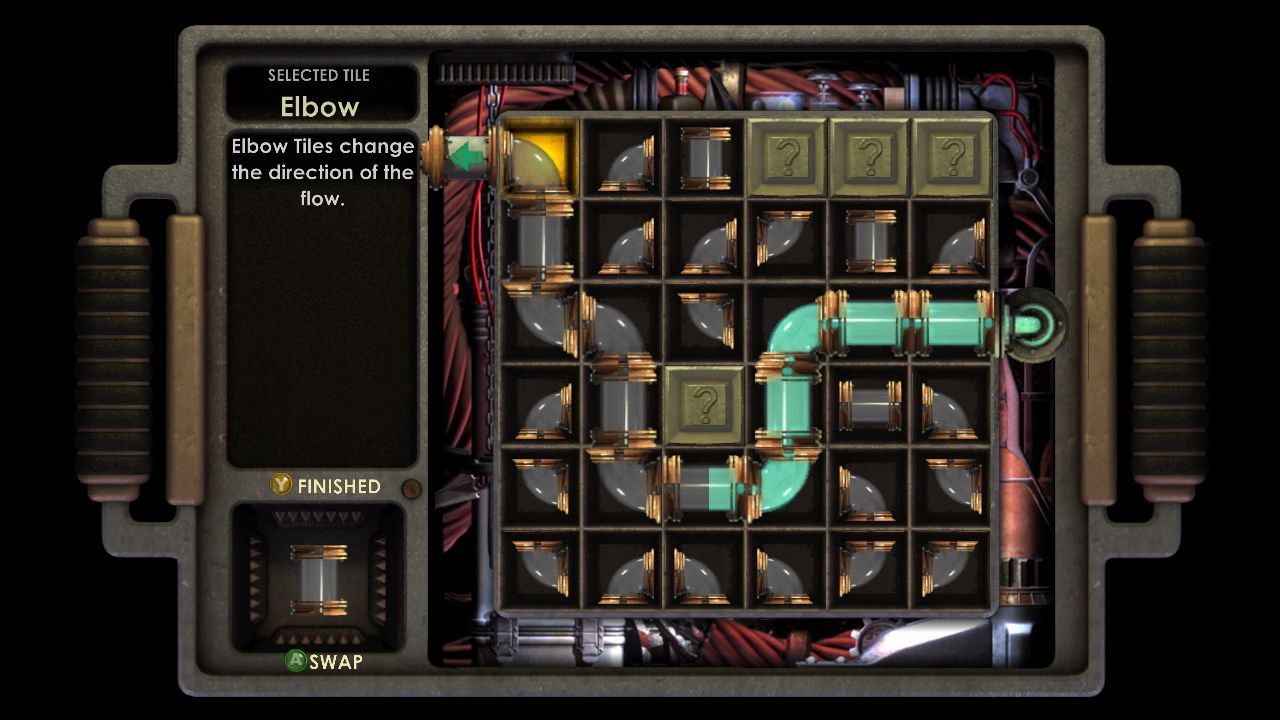 SELECTED TILE
Elbow
Elbow Tiles change
the direction of the
flow.
? ? ?
?
Y FINISHED
A SWAP